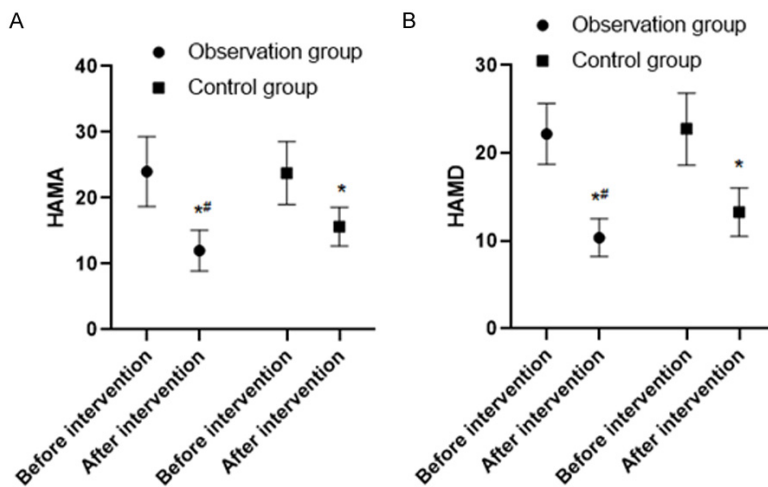 A
Observation group
Control group
40
30
20
10
0
HAMA
*#
*
Before intervention
After intervention
Before intervention
After intervention
B
Observation group
Control group
30
20
10
0
HAMD
*#
*
Before intervention
After intervention
Before intervention
After intervention